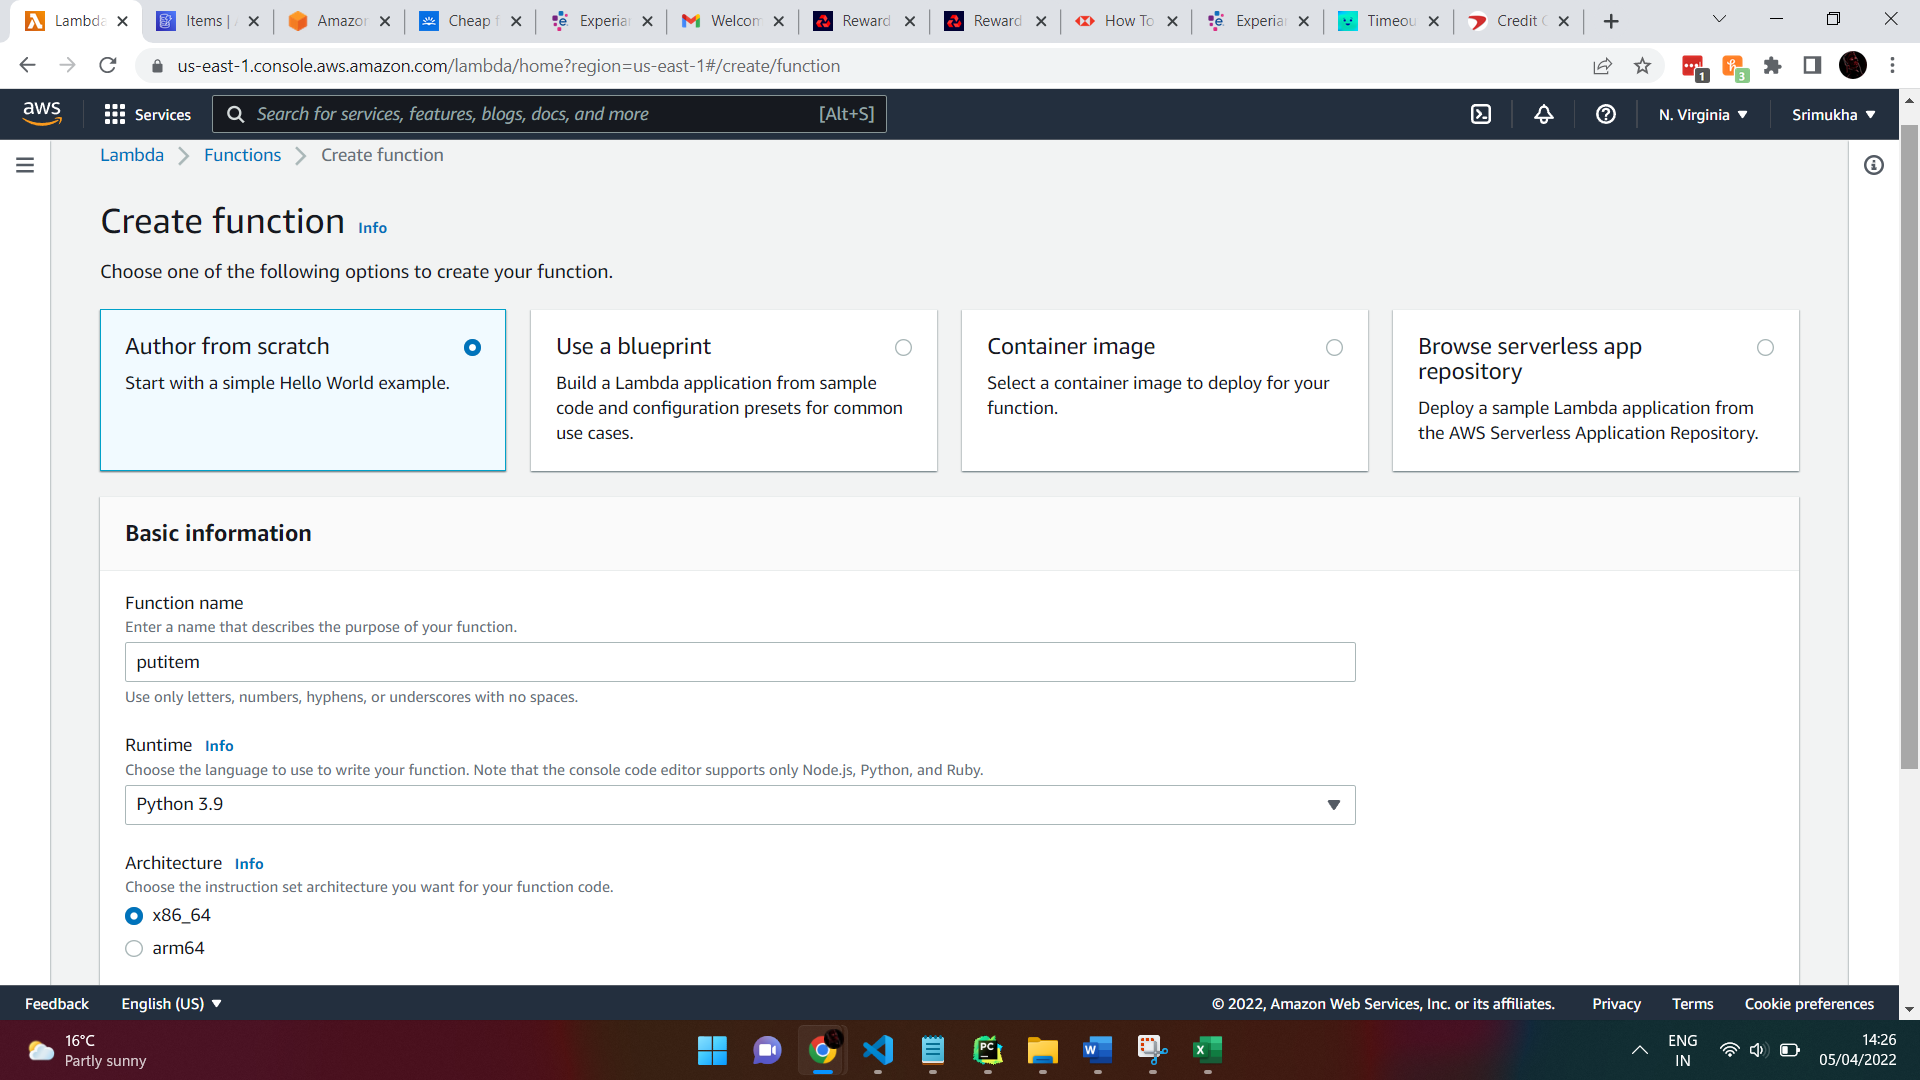 Lambda
Items | A
Amazon
Cheap f
Experian
Welcom
Reward
Reward
How To
Experian
Timeou
Credit C
us-east-1.console.aws.amazon.com/lambda/home?region=us-east-1#/create/function
1
3
aws
Services
Search for services, features, blogs, docs, and more
[Alt+S]
N. Virginia
Srimukha
Lambda
Functions
Create function
Create function
Info
Choose one of the following options to create your function.
Author from scratch
Start with a simple Hello World example.
Use a blueprint
Build a Lambda application from sample
code and configuration presets for common
use cases.
Container image
Select a container image to deploy for your
function.
Browse serverless app
repository
Deploy a sample Lambda application from
the AWS Serverless Application Repository.
Basic information
Function name
Enter a name that describes the purpose of your function.
putitem
Use only letters, numbers, hyphens, or underscores with no spaces.
Runtime Info
Choose the language to use to write your function. Note that the console code editor supports only Node.js, Python, and Ruby.
Python 3.9
Architecture Info
Choose the instruction set architecture you want for your function code.
x86_64
arm64
Feedback
English (US)
© 2022, Amazon Web Services, Inc. or its affiliates.
Privacy
Terms
Cookie preferences
16°C
Partly sunny
ENG
IN
14:26
05/04/2022